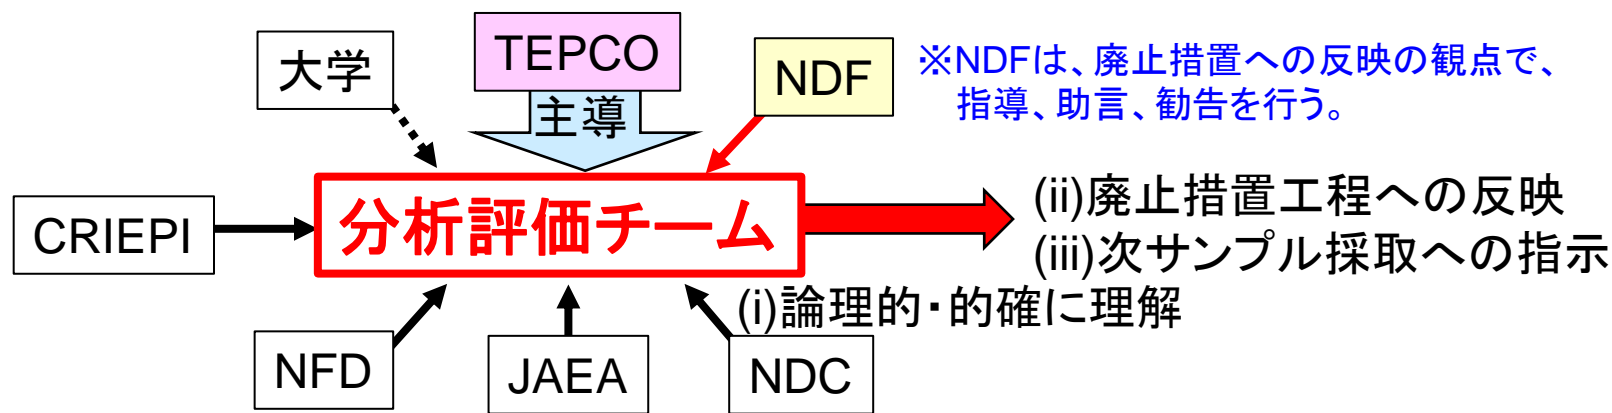 大学
TEPCO
主導
NDF
※NDFは、廃止措置への反映の観点で、
指導、助言、勧告を行う。
CRIEPI
分析評価チーム
(ii)廃止措置工程への反映
(iii)次サンプル採取への指示
(i)論理的・的確に理解
NFD
JAEA
NDC